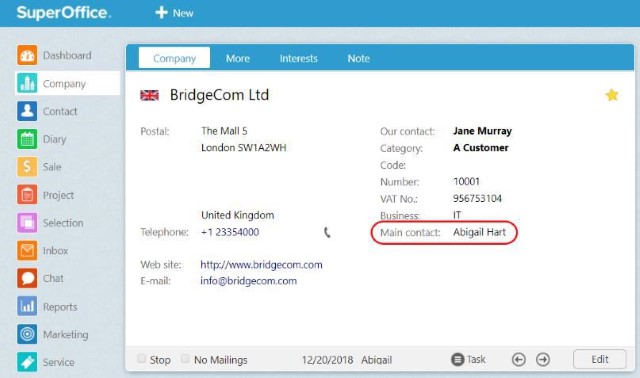 SuperOffice.
New
Dashboard
Company
Contact
Diary
Sale
Project
Selection
Inbox
Chat
Reports
Marketing
Service
Company More Interests Note
BridgeCom Ltd
Postal: The Mall 5
London SW1A2WH
United Kingdom
Telephone: +1 23354000
Web site: http://www.bridgecom.com
E-mail: info@bridgecom.com
Our contact: Jane Murray
Category: A Customer
Code:
Number: 10001
VAT No.: 956753104
Business: IT
Main contact: Abigail Hart
Stop No Mailings 12/20/2018 Abigail Task Edit